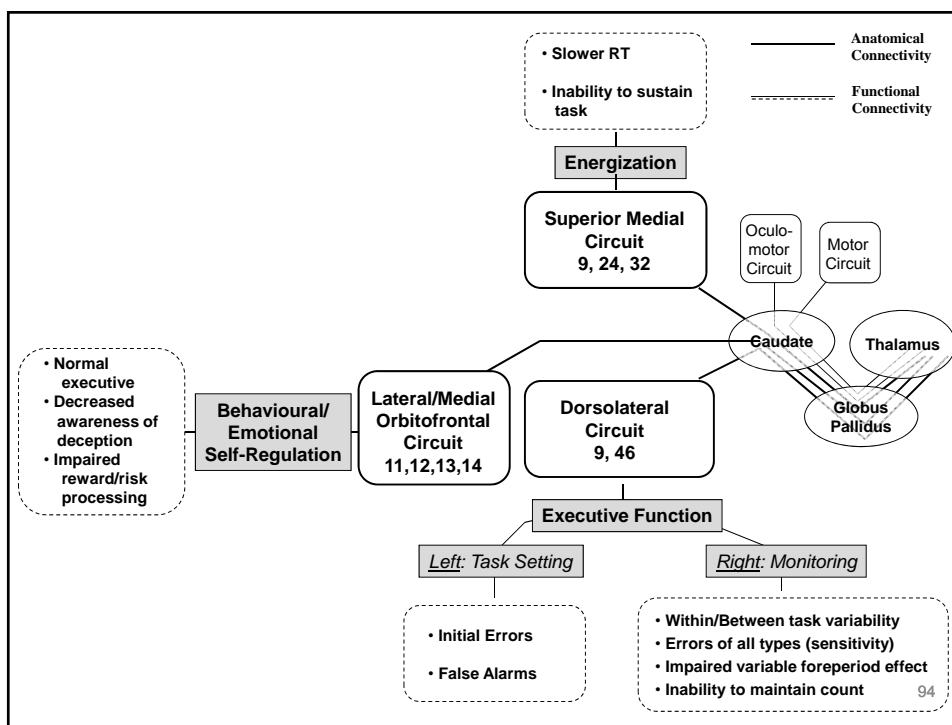 • Slower RT
• Inability to sustain
task
Anatomical
Connectivity
Functional
Connectivity
Energization
Superior Medial
Circuit
9, 24, 32
Oculo-
motor
Circuit
Motor
Circuit
Caudate
Thalamus
Globus
Pallidus
• Normal
executive
• Decreased
awareness of
deception
• Impaired
reward/risk
processing
Behavioural/
Emotional
Self-Regulation
Lateral/Medial
Orbitofrontal
Circuit
11,12,13,14
Dorsolateral
Circuit
9, 46
Executive Function
Left: Task Setting
Right: Monitoring
• Initial Errors
• False Alarms
• Within/Between task variability
• Errors of all types (sensitivity)
• Impaired variable foreperiod effect
• Inability to maintain count
94